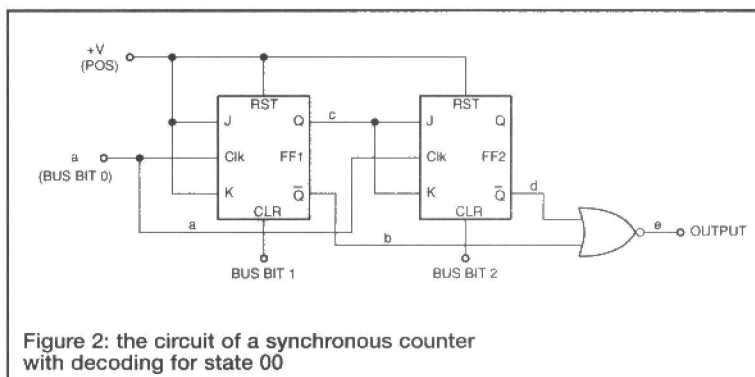 +V
(POS)
RST
RST
J
Q
c
J
Q
a
Clk
FF1
Clk
FF2
(BUS BIT 0)
K
Q̅
K
Q̅
d
CLR
CLR
a
b
e
OUTPUT
BUS BIT 1
BUS BIT 2
Figure 2: the circuit of a synchronous counter
with decoding for state 00